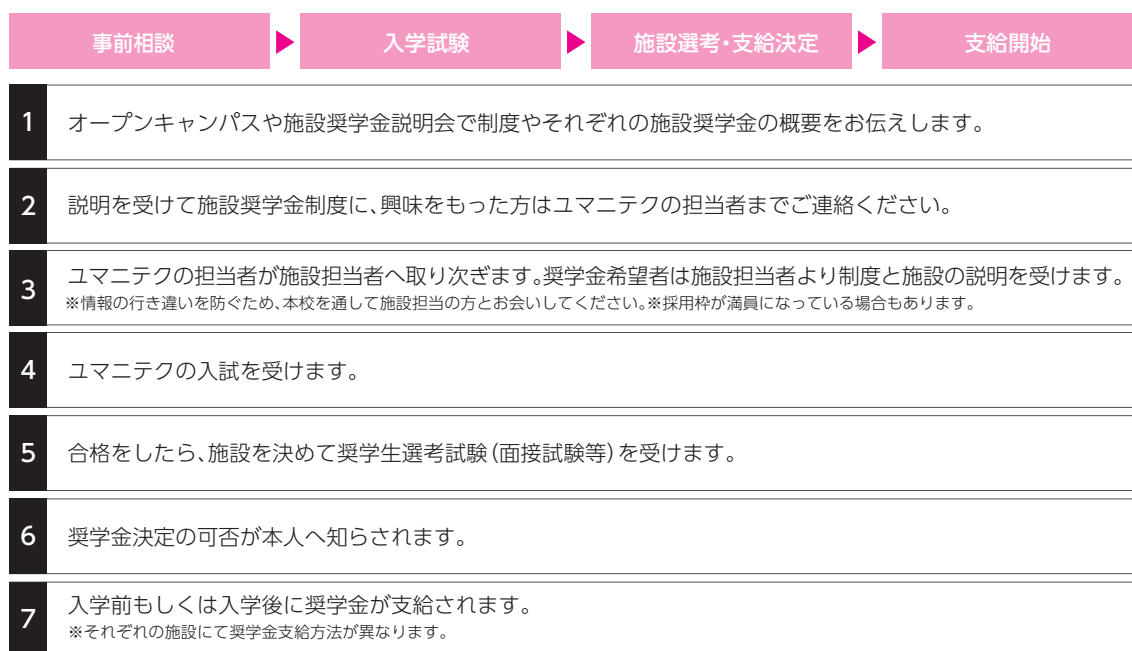 事前相談 ▶ 入学試験 ▶ 施設選考・支給決定 ▶ 支給開始
1 オープンキャンパスや施設奨学金説明会で制度やそれぞれの施設奨学金の概要をお伝えします。
2 説明を受けて施設奨学金制度に、興味をもった方はユマニテクの担当者までご連絡ください。
3 ユマニテクの担当者が施設担当者へ取り次ぎます。奨学金希望者は施設担当者より制度と施設の説明を受けます。
※情報の行き違いを防ぐため、本校を通して施設担当の方とお会いしてください。※採用枠が満員になっている場合もあります。
4 ユマニテクの入試を受けます。
5 合格をしたら、施設を決めて奨学生選考試験(面接試験等)を受けます。
6 奨学金決定の可否が本人へ知らされます。
7 入学前もしくは入学後に奨学金が支給されます。
※それぞれの施設にて奨学金支給方法が異なります。